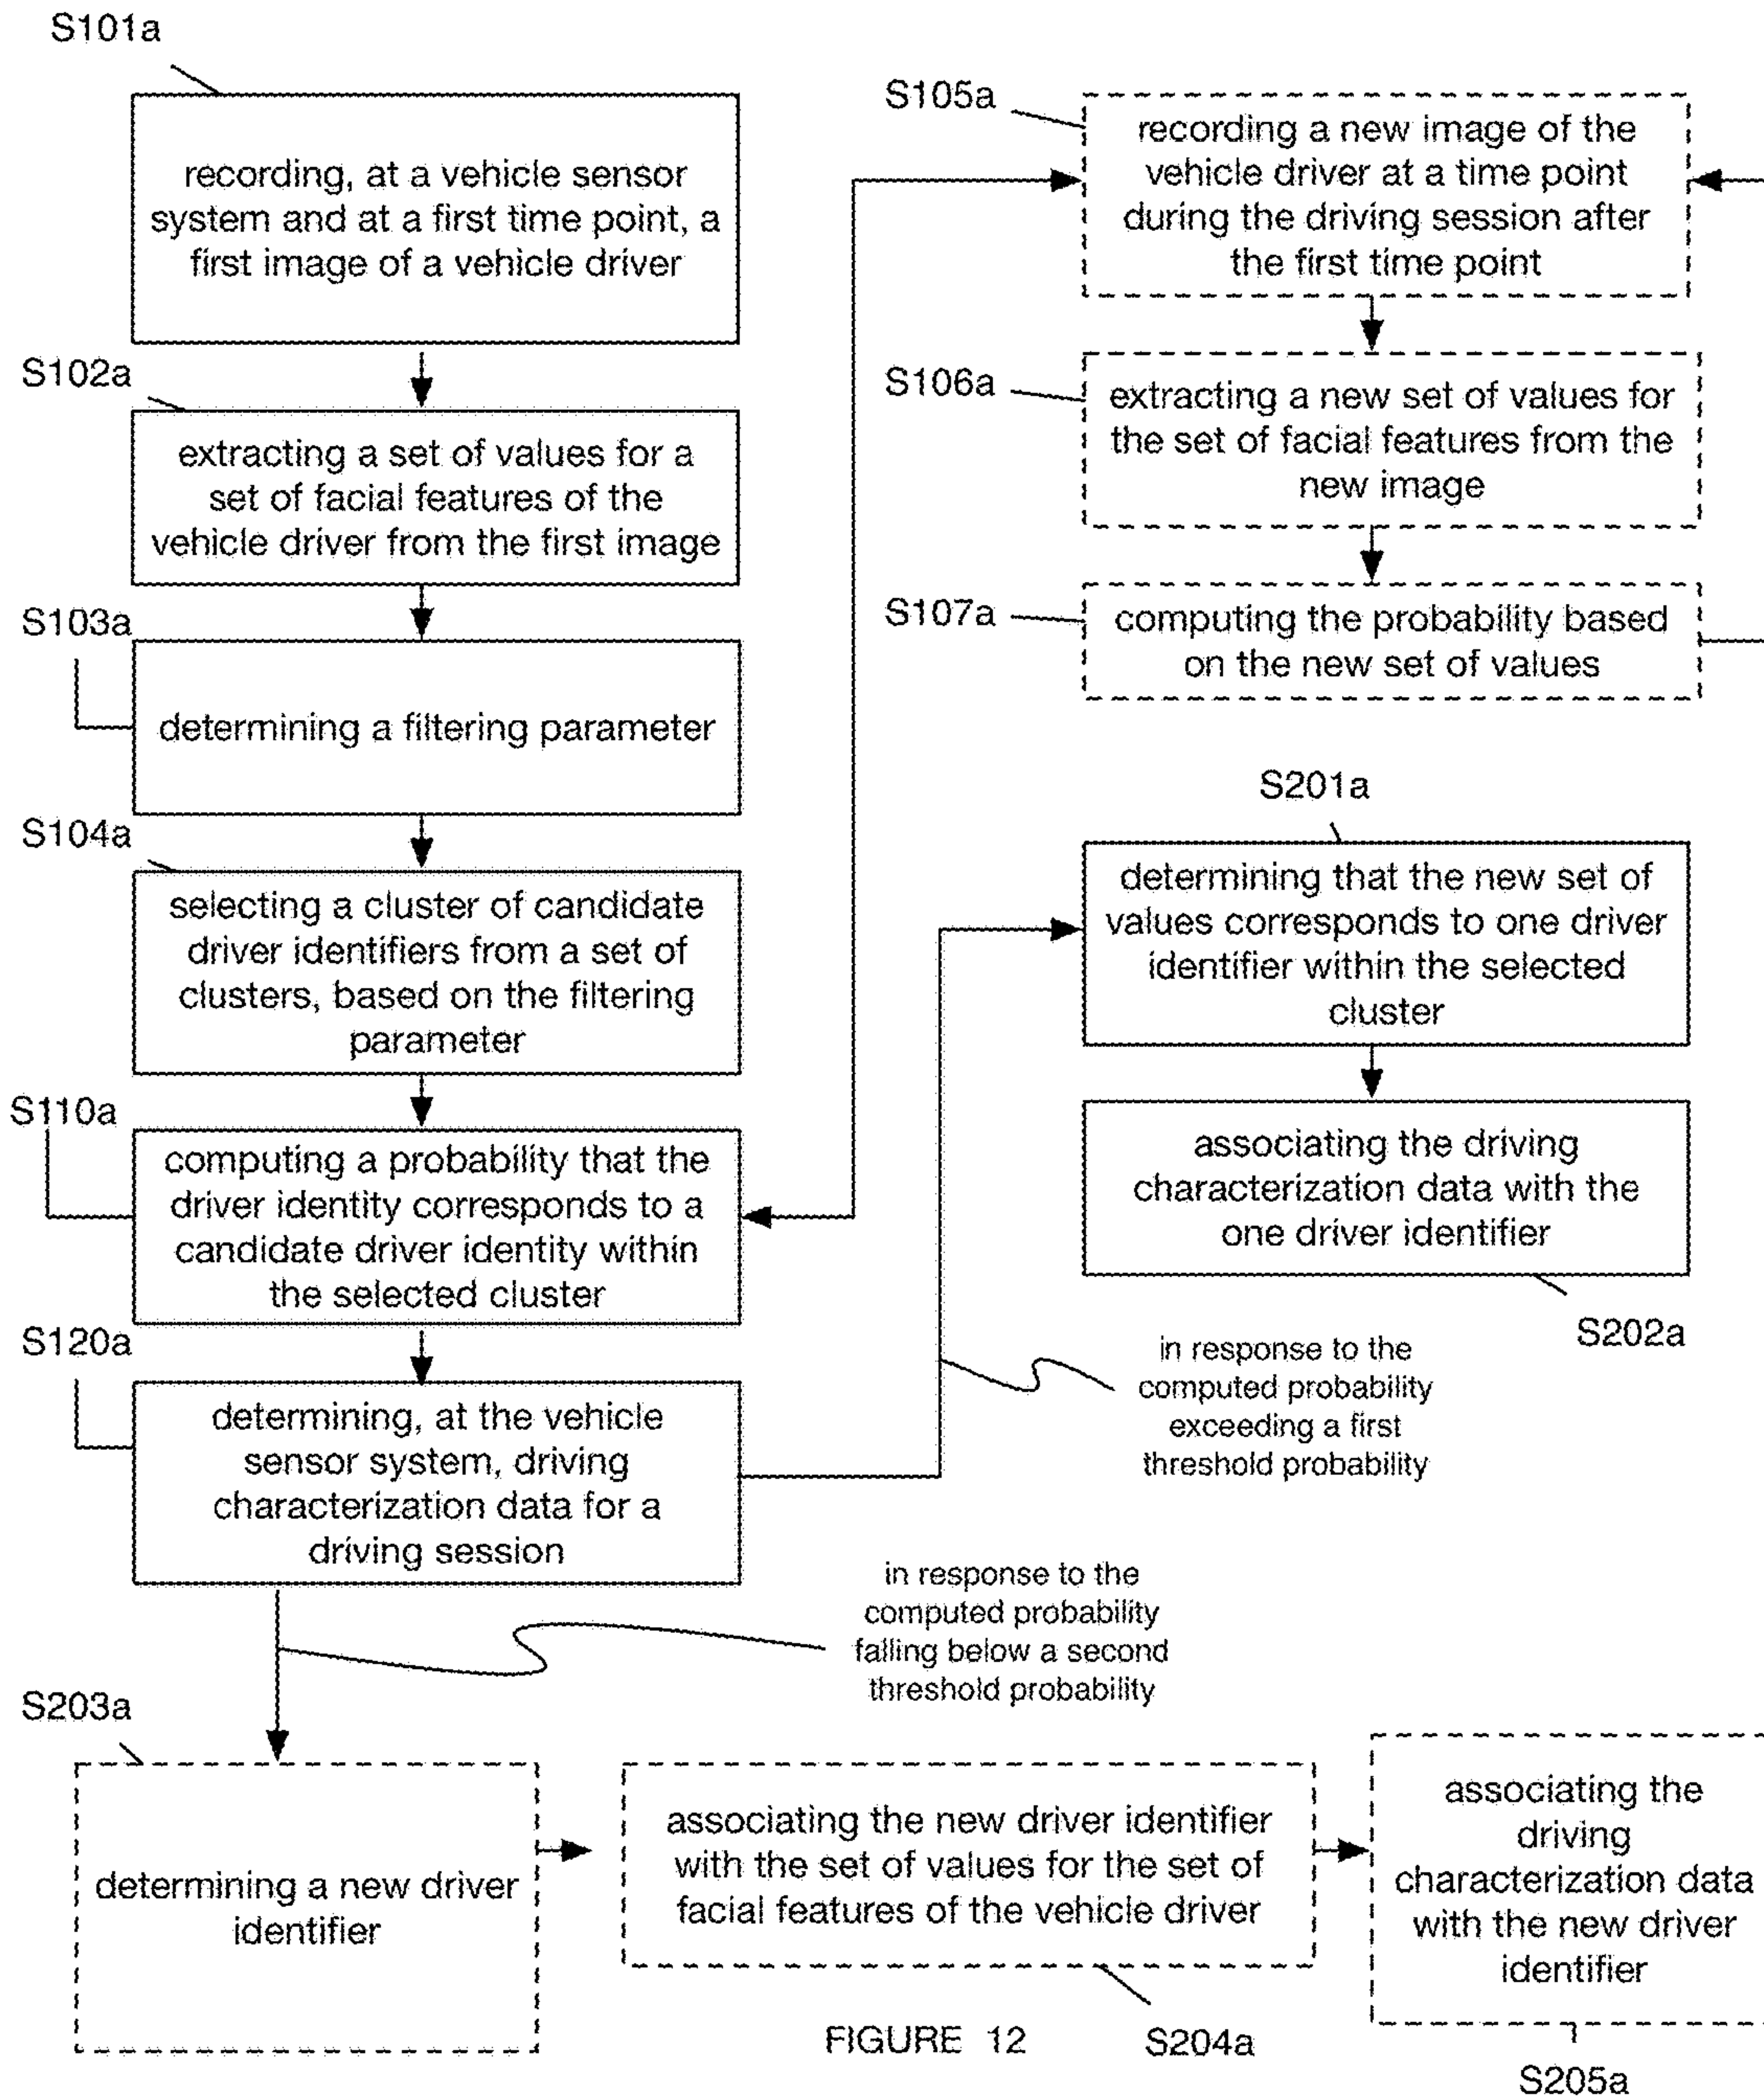 S101a
recording, at a vehicle sensor
system and at a first time point, a
first image of a vehicle driver
S102a
extracting a set of values for a
set of facial features of the
vehicle driver from the first image
S103a
determining a filtering parameter
S104a
selecting a cluster of candidate
driver identifiers from a set of
clusters, based on the filtering
parameter
S110a
computing a probability that the
driver identity corresponds to a
candidate driver identity within
the selected cluster
S120a
determining, at the vehicle
sensor system, driving
characterization data for a
driving session
S105a
recording a new image of the
vehicle driver at a time point
during the driving session after
the first time point
S106a
extracting a new set of values for
the set of facial features from the
new image
S107a
computing the probability based
on the new set of values
S201a
determining that the new set of
values corresponds to one driver
identifier within the selected
cluster
associating the driving
characterization data with the
one driver identifier
S202a
in response to the
computed probability
exceeding a first
threshold probability
in response to the
computed probability
falling below a second
threshold probability
S203a
determining a new driver
identifier
associating the new driver identifier
with the set of values for the set of
facial features of the vehicle driver
S204a
associating the
driving
characterization data
with the new driver
identifier
S205a
FIGURE 12